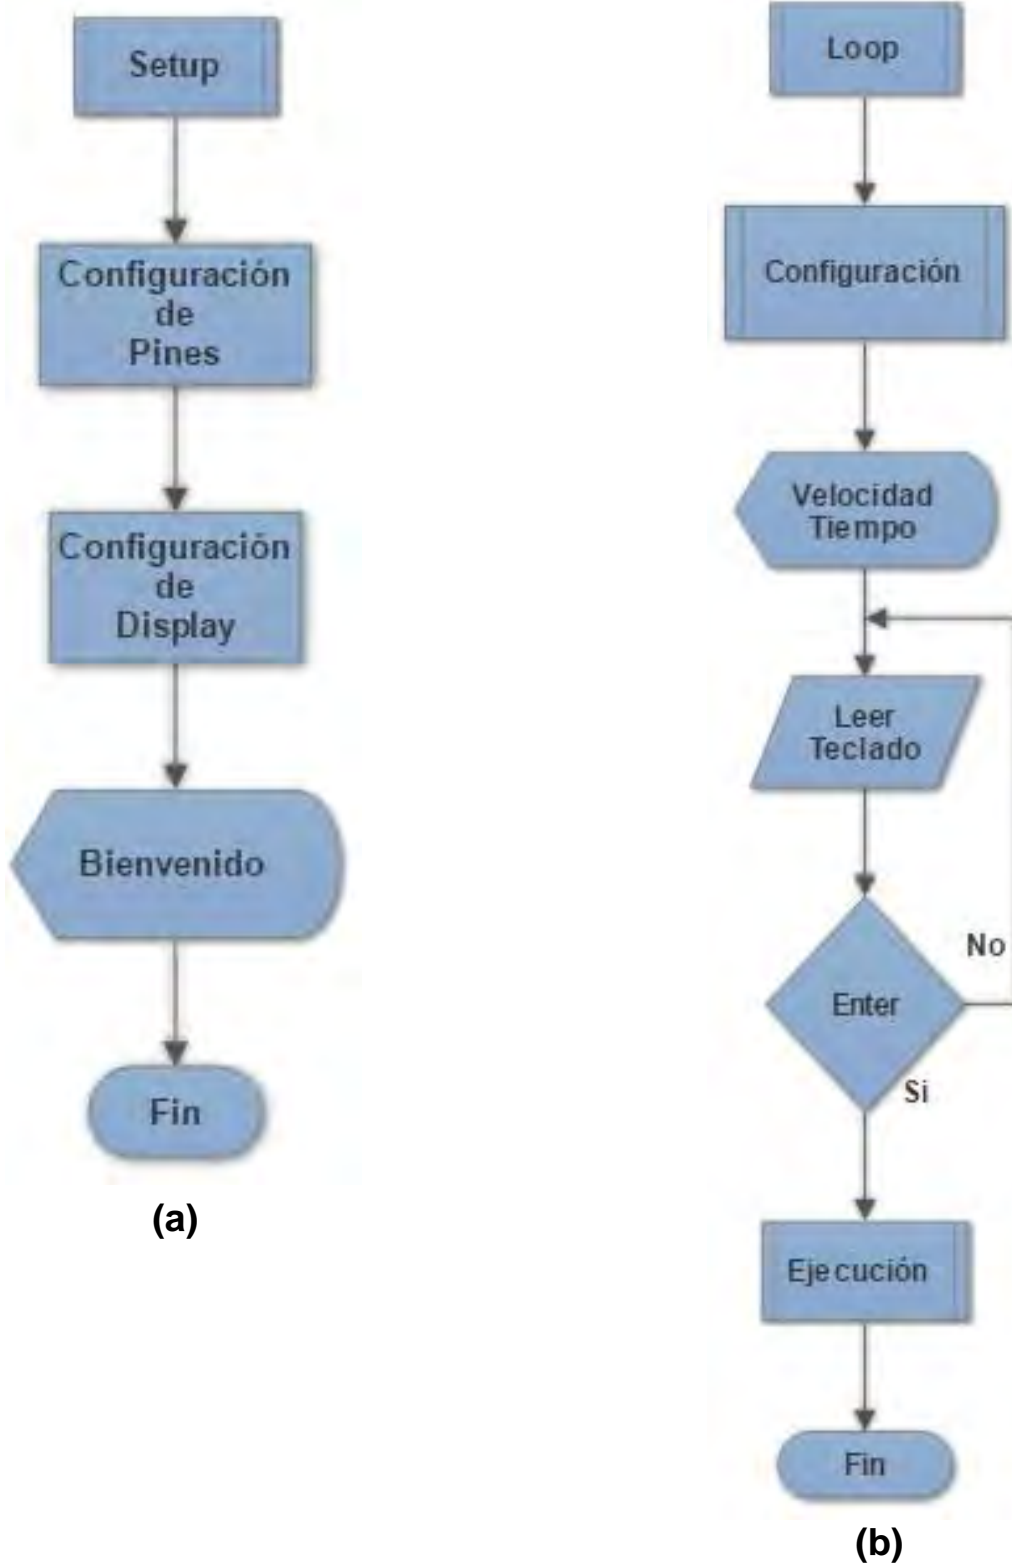 Setup
Configuración
de
Pines
Configuración
de
Display
Bienvenido
Fin
(a)
Loop
Configuración
Velocidad
Tiempo
Leer
Teclado
Enter
No
Si
Ejecución
Fin
(b)